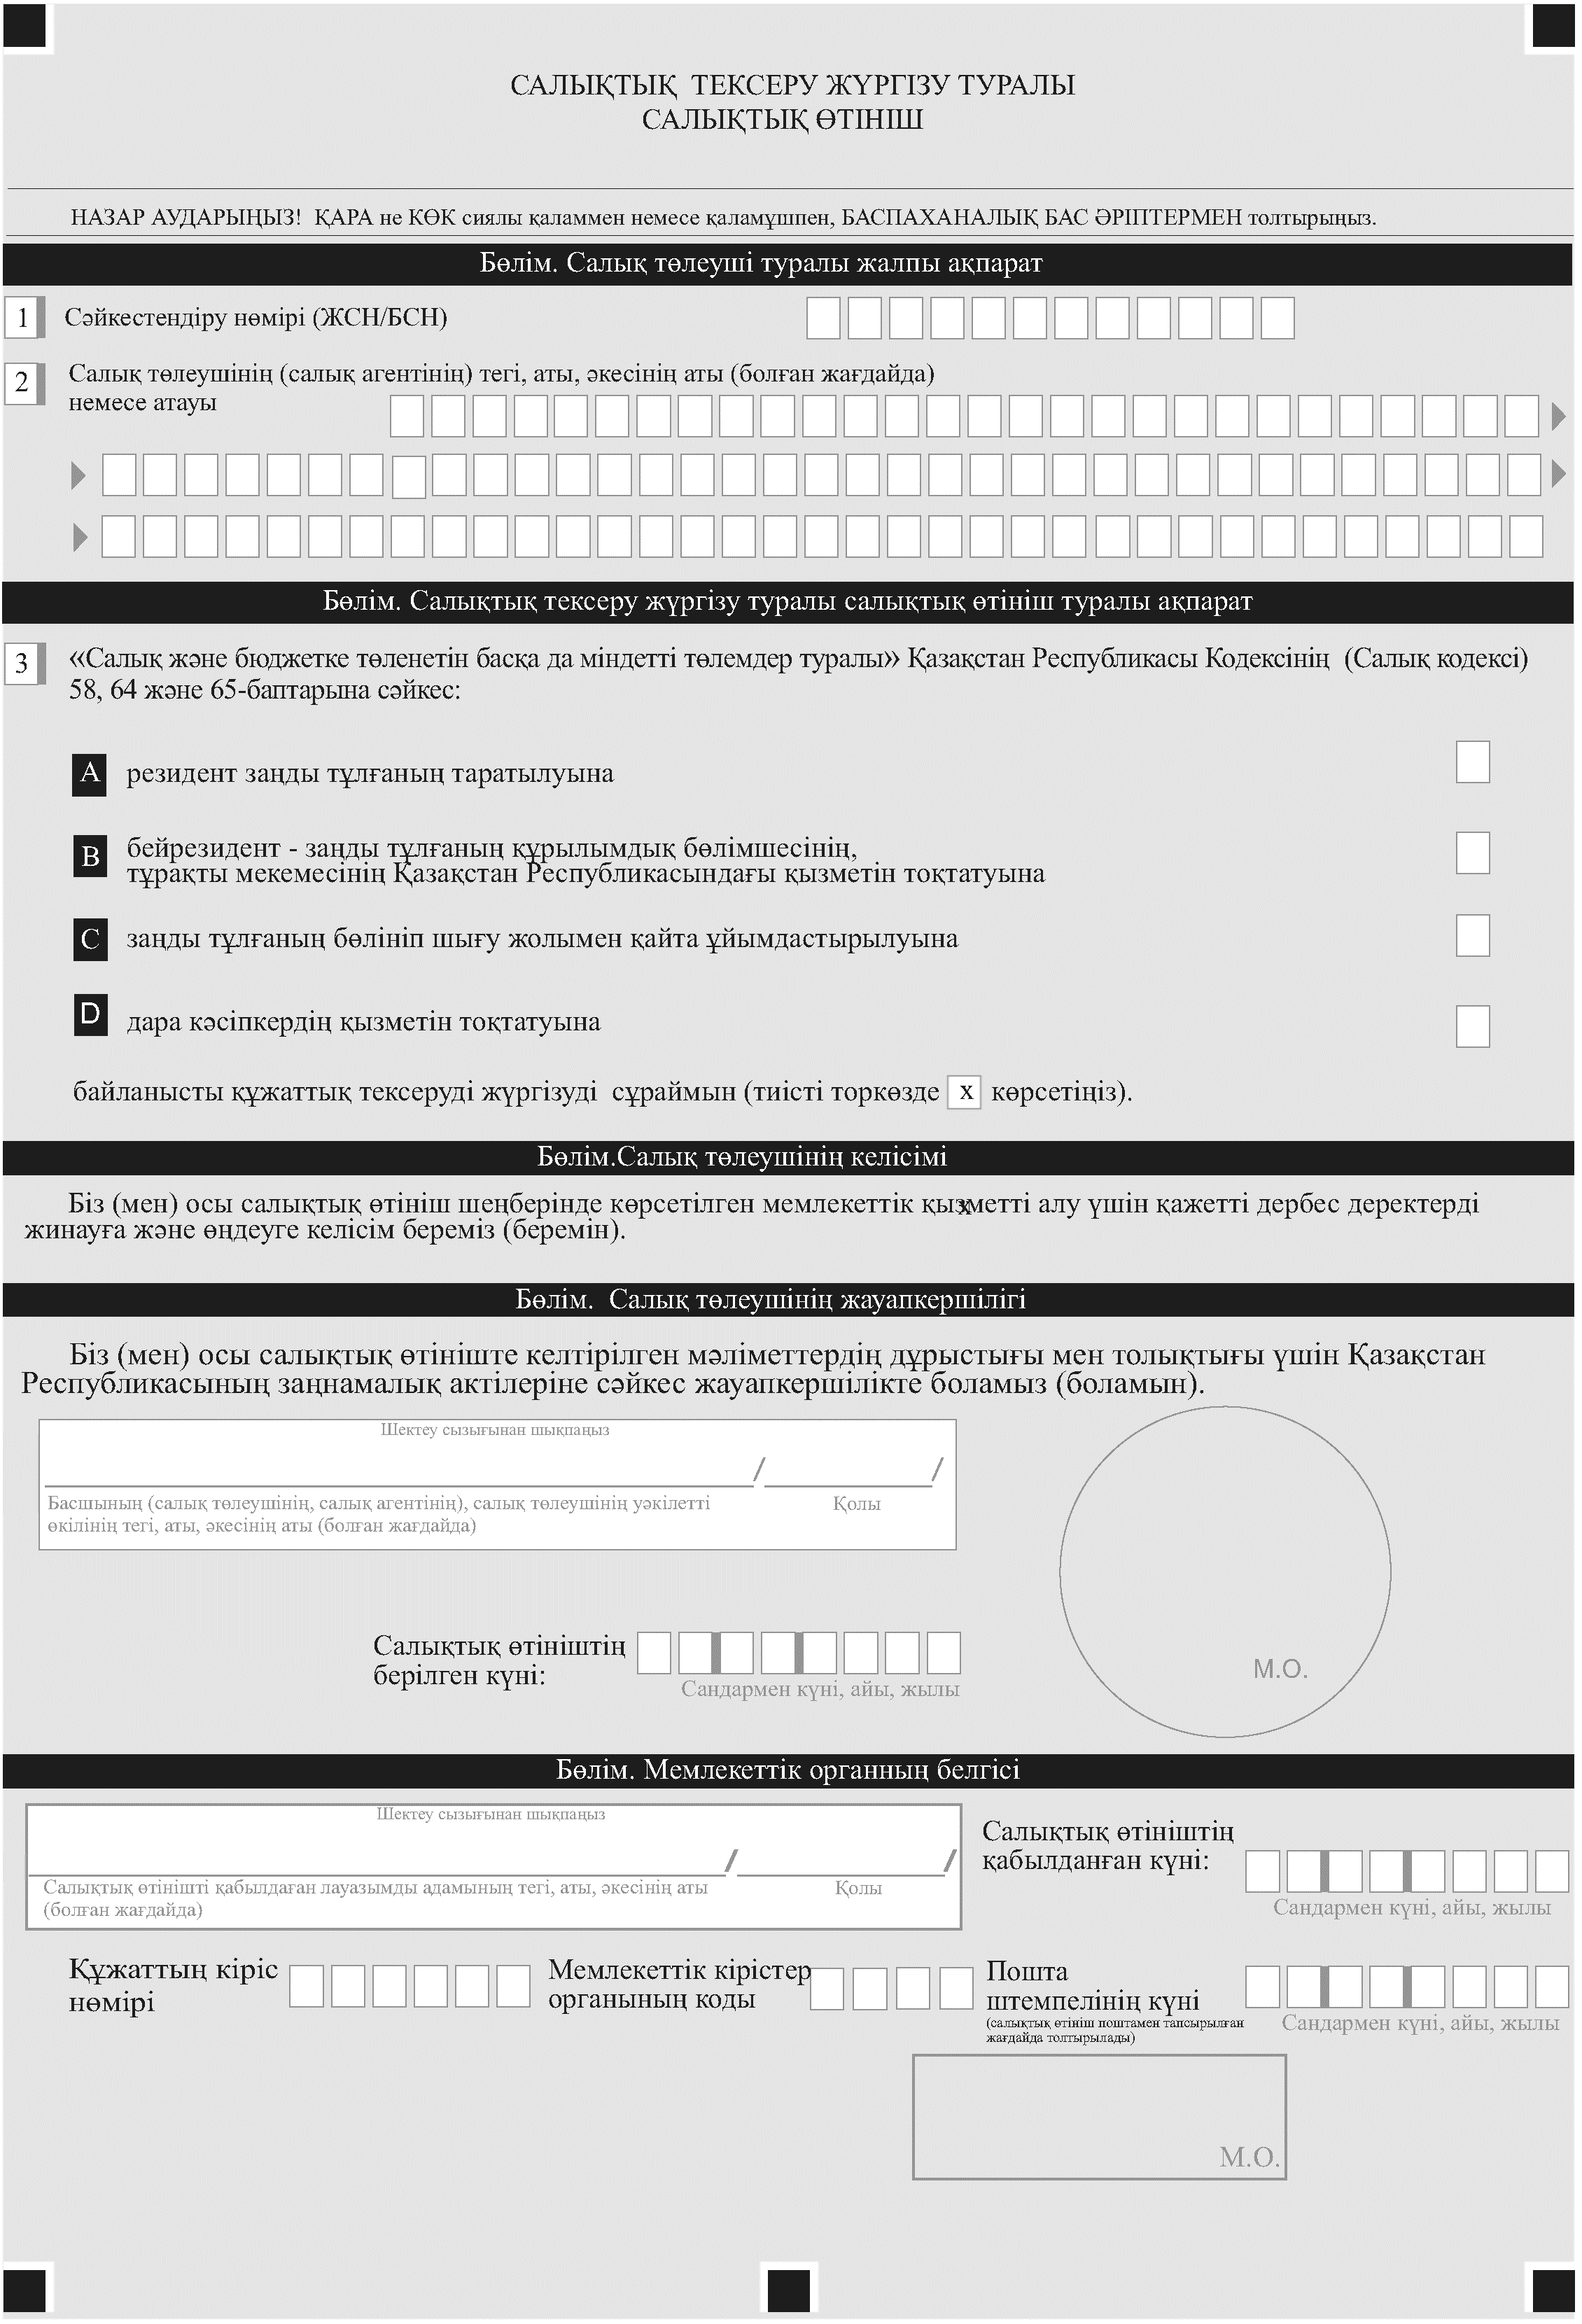 САЛЫҚТЫҚ ТЕКСЕРУ ЖҮРГІЗУ ТУРАЛЫ
САЛЫҚТЫҚ ӨТІНІШ
НАЗАР АУДАРЫҢЫЗ! ҚАРА не КӨК сиялы қаламмен немесе қаламұшпен, БАСПАХАНАЛЫҚ БАС ӘРІПТЕРМЕН толтырыңыз.
Бөлім. Салық төлеуші туралы жалпы ақпарат
1 Сәйкестендіру нөмірі (ЖСН/БСН)
2 Салық төлеушінің (салық агентінің) тегі, аты, әкесінің аты (болған жағдайда)
немесе атауы
Бөлім. Салықтық тексеру жүргізу туралы салықтық өтініш туралы ақпарат
3 «Салық және бюджетке төленетін басқа да міндетті төлемдер туралы» Қазақстан Республикасы Кодексінің (Салық кодексі)
58, 64 және 65-баптарына сәйкес:
A резидент заңды тұлғаның таратылуына
B бейрезидент - заңды тұлғаның құрылымдық бөлімшесінің,
тұрақты мекемесінің Қазақстан Республикасындағы қызметін тоқтатуына
C заңды тұлғаның бөлініп шығу жолымен қайта ұйымдастырылуына
D дара кәсіпкердің қызметін тоқтатуына
байланысты құжаттық тексеруді жүргізуді сұраймын (тиісті торкөзде x көрсетіңіз).
Бөлім.Салық төлеушінің келісімі
Біз (мен) осы салықтық өтініш шеңберінде көрсетілген мемлекеттік қызметті алу үшін қажетті дербес деректерді
жинауға және өңдеуге келісім береміз (беремін).
Бөлім. Салық төлеушінің жауапкершілігі
Біз (мен) осы салықтық өтініште келтірілген мәліметтердің дұрыстығы мен толықтығы үшін Қазақстан
Республикасының заңнамалық актілеріне сәйкес жауапкершілікте боламыз (боламын).
Шектеу сызығынан шықпаңыз
/ /
Басшының (салық төлеушінің, салық агентінің), салық төлеушінің уәкілетті Қолы
өкілінің тегі, аты, әкесінің аты (болған жағдайда)
Салықтық өтініштің
берілген күні:
Сандармен күні, айы, жылы
М.О.
Бөлім. Мемлекеттік органның белгісі
Шектеу сызығынан шықпаңыз
/ /
Салықтық өтінішті қабылдаған лауазымды адамының тегі, аты, әкесінің аты Қолы
(болған жағдайда)
Салықтық өтініштің
қабылданған күні:
Сандармен күні, айы, жылы
Құжаттың кіріс
нөмірі
Мемлекеттік кірістер
органының коды
Пошта
штемпелінің күні
(салықтық өтініш поштамен тапсырылған
жағдайда толтырылады)
Сандармен күні, айы, жылы
М.О.